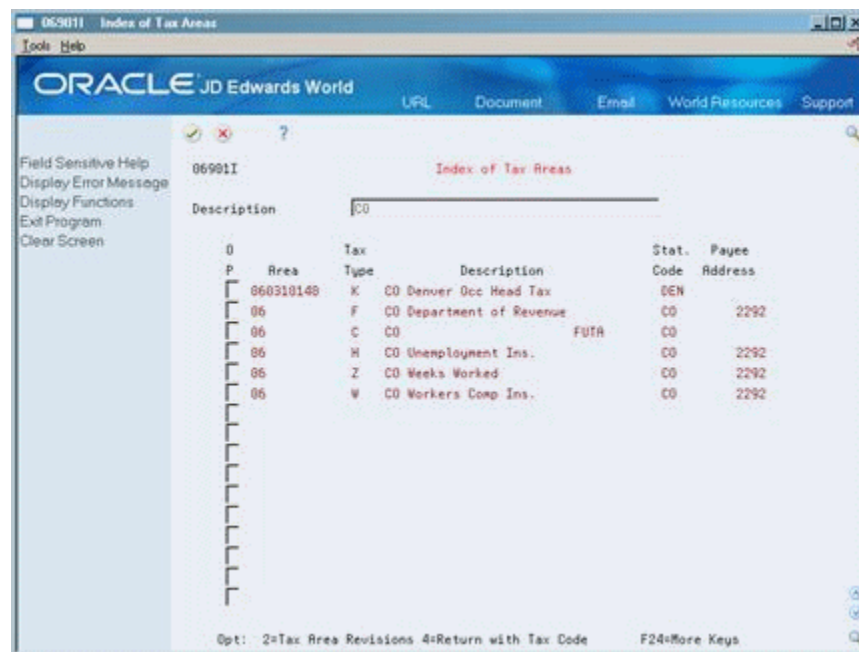 069011 Index of Tax Areas
Tools Help
ORACLE JD Edwards World
URL Document Email World Resources Support
?
Field Sensitive Help
Display Error Message
Display Functions
Exit Program
Clear Screen
06901I Index of Tax Areas
Description CO
O Tax Stat. Payee
P Area Type Description Code Address
060310140 K CO Denver Occ Head Tax DEN
06 F CO Department of Revenue CO 2292
06 C CO FUTA CO
06 H CO Unemployment Ins. CO 2292
06 Z CO Weeks Worked CO 2292
06 W CO Workers Comp Ins. CO 2292
Opt: 2=Tax Area Revisions 4=Return with Tax Code F24=More Keys